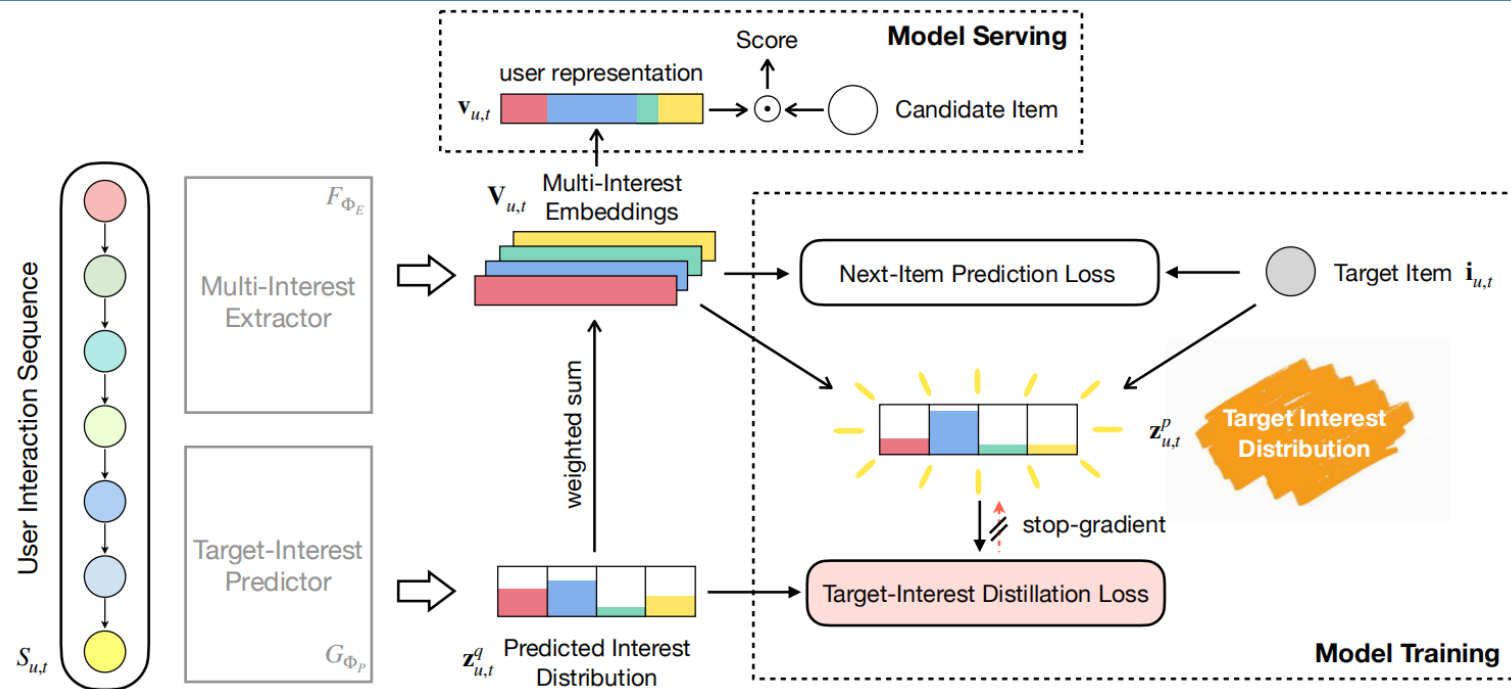 Model Serving
Score
user representation
v_{u,t}
Candidate Item
User Interaction Sequence
S_{u,t}
F_{Φ_E}
Multi-Interest
Extractor
Target-Interest
Predictor
G_{Φ_P}
V_{u,t}
Multi-Interest
Embeddings
weighted sum
z^q_{u,t}
Predicted Interest
Distribution
Next-Item Prediction Loss
Target Item i_{u,t}
z^p_{u,t}
Target Interest
Distribution
stop-gradient
Target-Interest Distillation Loss
Model Training